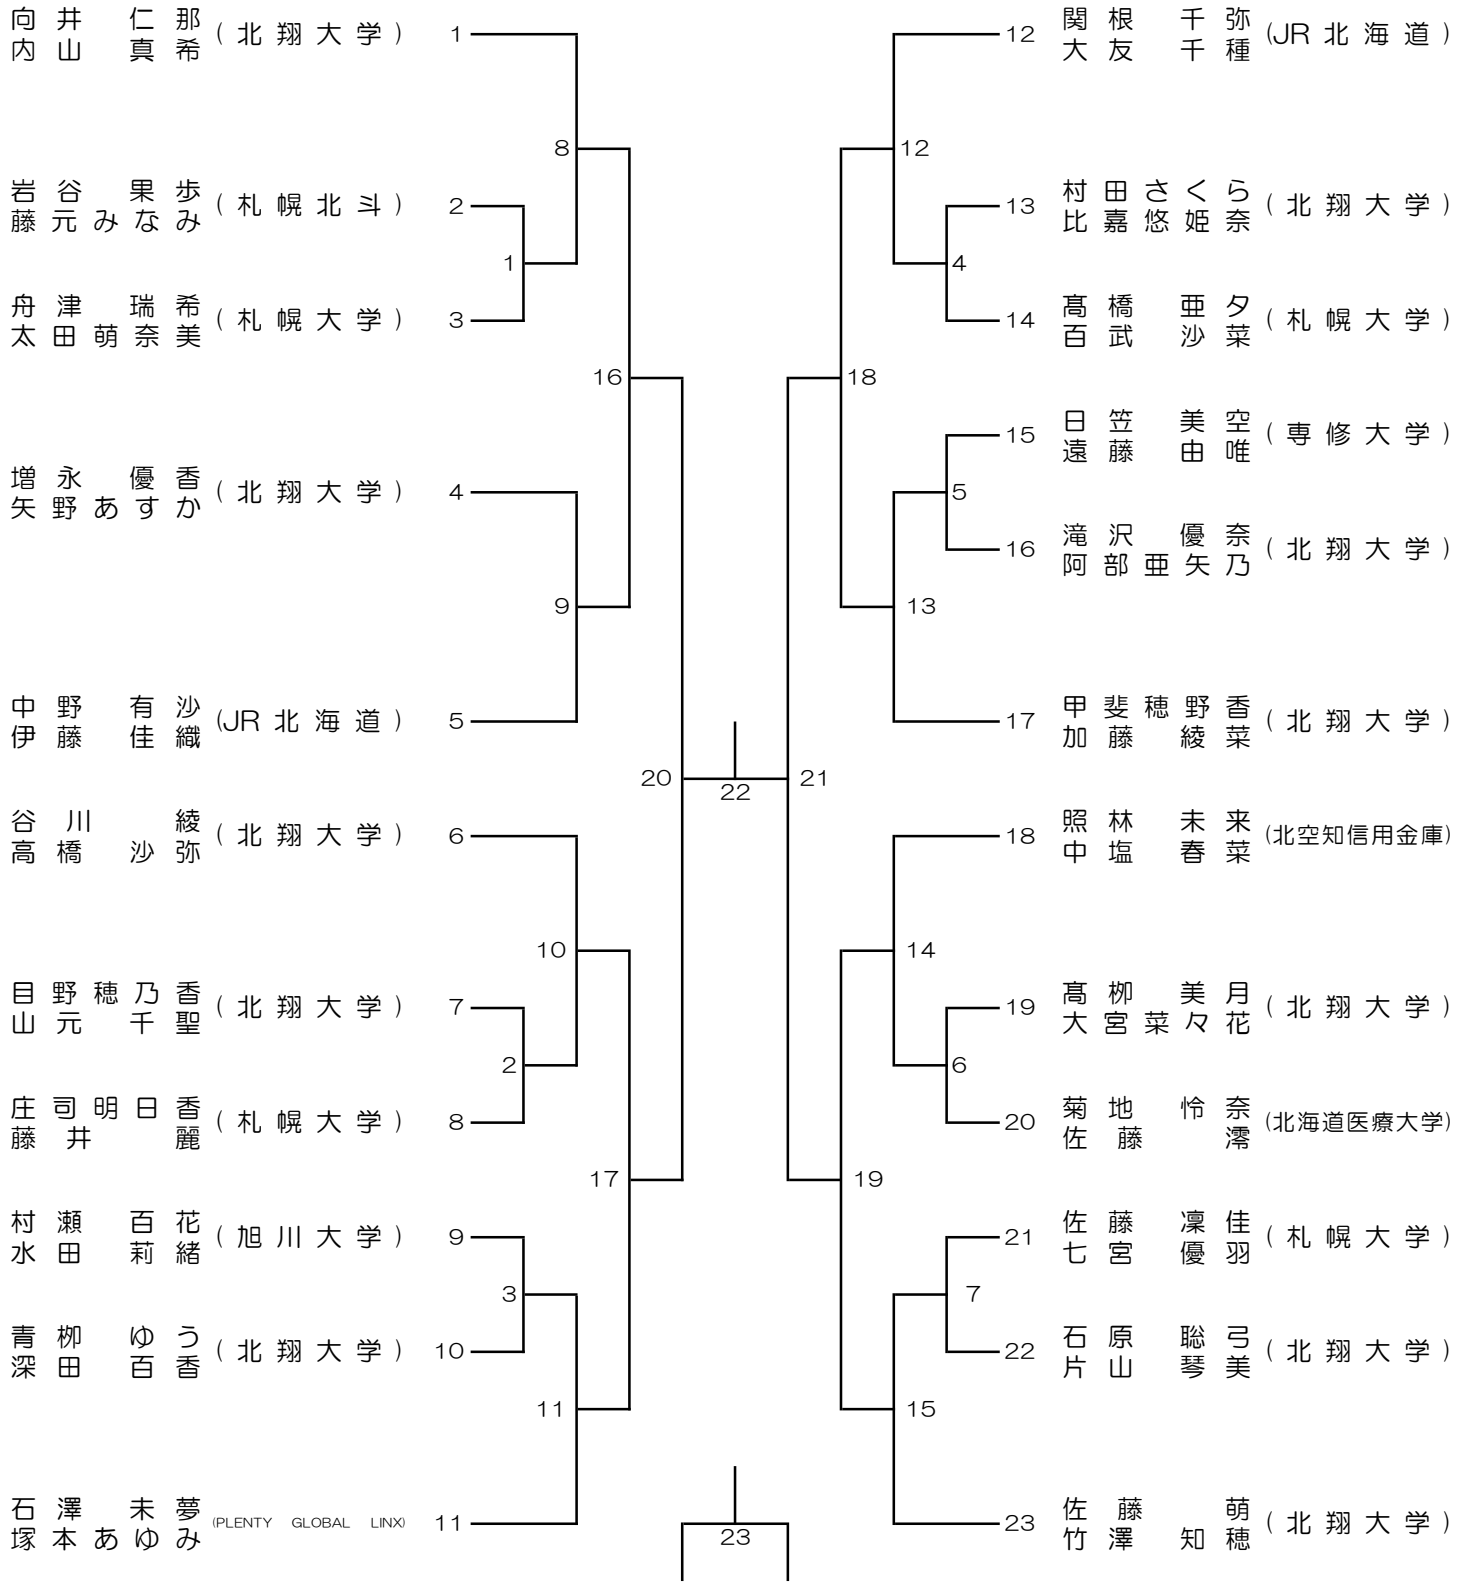 向井 仁那
内山 真希
(北翔大学) 1
8
岩谷 果歩
藤元みなみ
(札幌北斗) 2
1
舟津 瑞希
太田萌奈美
(札幌大学) 3
16
増永 優香
矢野あすか
(北翔大学) 4
9
中野 有沙
伊藤 佳織
(JR北海道) 5
20
谷川 綾
高橋 沙弥
(北翔大学) 6
10
目野穂乃香
山元 千聖
(北翔大学) 7
2
庄司明日香
藤井 麗
(札幌大学) 8
17
村瀬 百花
水田 莉緒
(旭川大学) 9
3
青栁 ゆう
深田 百香
(北翔大学) 10
11
石澤 未夢
塚本あゆみ
(PLENTY GLOBAL LINX) 11
22
23
12 関根 千弥
大友 千種
(JR北海道)
12
13 村田さくら
比嘉悠姫奈
(北翔大学)
4
14 髙橋 亜夕
百武 沙菜
(札幌大学)
18
15 日笠 美空
遠藤 由唯
(専修大学)
5
16 滝沢 優奈
阿部亜矢乃
(北翔大学)
13
17 甲斐穂野香
加藤 綾菜
(北翔大学)
21
18 照林 未来
中塩 春菜
(北空知信用金庫)
14
19 髙栁 美月
大宮菜々花
(北翔大学)
6
20 菊地 怜奈
佐藤 澪
(北海道医療大学)
19
21 佐藤 凜佳
七宮 優羽
(札幌大学)
7
22 石原 聡弓
片山 琴美
(北翔大学)
15
23 佐藤 萌
竹澤 知穂
(北翔大学)